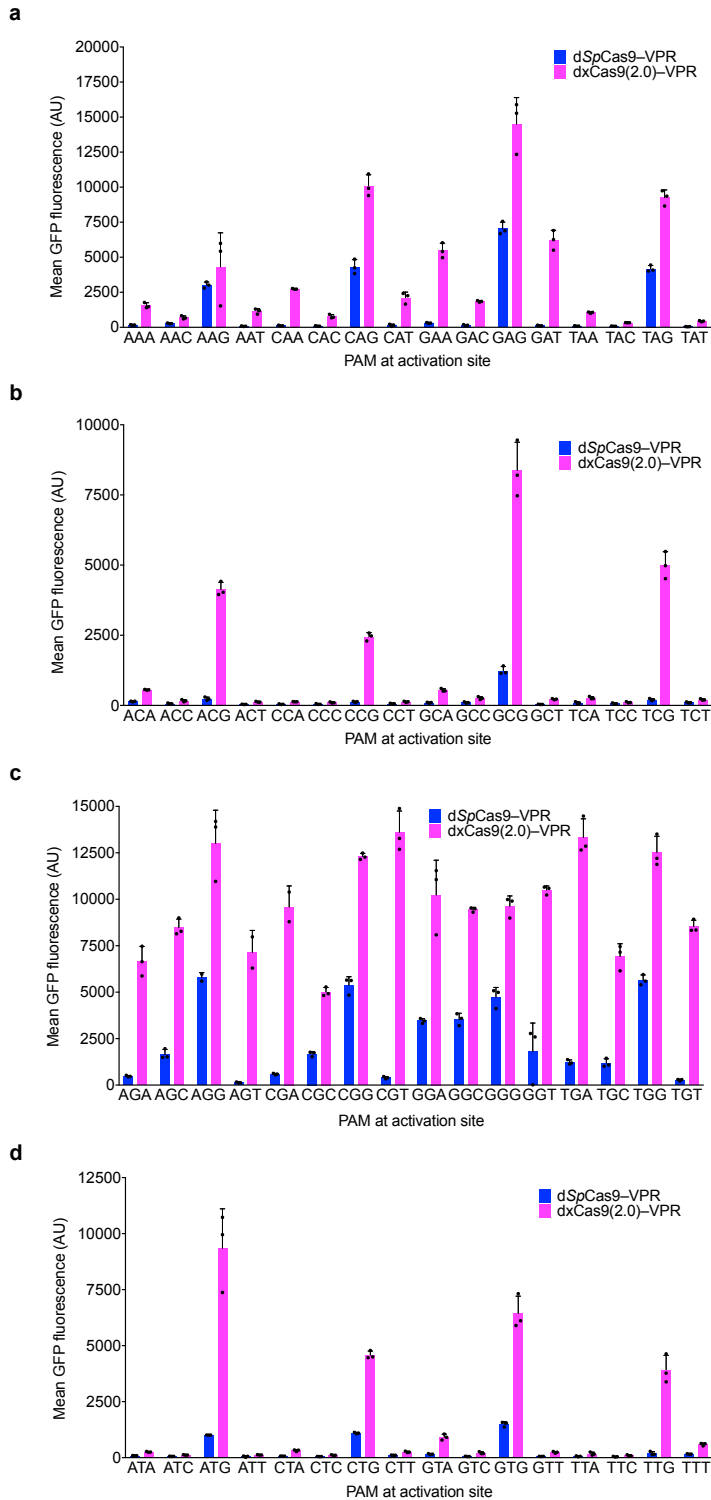 a
20000
17500
15000
12500
10000
7500
5000
2500
0
Mean GFP fluorescence (AU)
dSpCas9–VPR
dxCas9(2.0)–VPR
AAA AAC AAG AAT CAA CAC CAG CAT GAA GAC GAG GAT TAA TAC TAG TAT
PAM at activation site
b
10000
7500
5000
2500
0
Mean GFP fluorescence (AU)
dSpCas9–VPR
dxCas9(2.0)–VPR
ACA ACC ACG ACT CCA CCC CCG CCT GCA GCC GCG GCT TCA TCC TCG TCT
PAM at activation site
c
15000
12500
10000
7500
5000
2500
0
Mean GFP fluorescence (AU)
dSpCas9–VPR
dxCas9(2.0)–VPR
AGA AGC AGG AGT CGA CGC CGG CGT GGA GGC GGG GGT TGA TGC TGG TGT
PAM at activation site
d
12500
10000
7500
5000
2500
0
Mean GFP fluorescence (AU)
dSpCas9–VPR
dxCas9(2.0)–VPR
ATA ATC ATG ATT CTA CTC CTG CTT GTA GTC GTG GTT TTA TTC TTG TTT
PAM at activation site